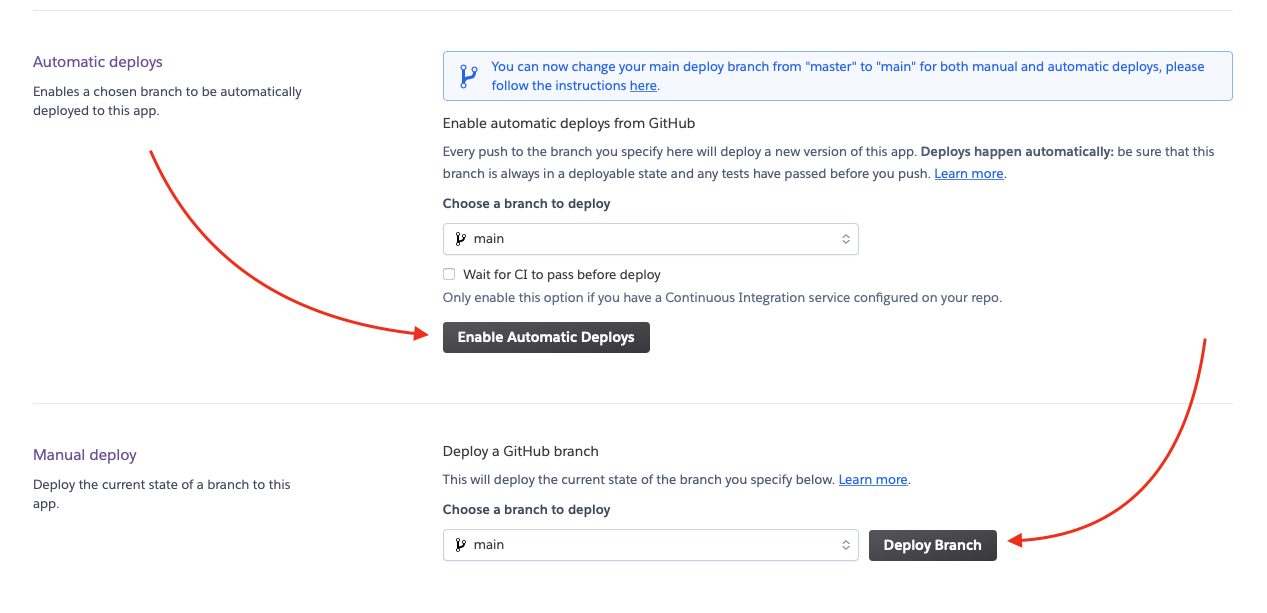 Automatic deploys
Enables a chosen branch to be automatically
deployed to this app.
You can now change your main deploy branch from "master" to "main" for both manual and automatic deploys, please
follow the instructions here.
Enable automatic deploys from GitHub
Every push to the branch you specify here will deploy a new version of this app. Deploys happen automatically: be sure that this
branch is always in a deployable state and any tests have passed before you push. Learn more.
Choose a branch to deploy
main
Wait for CI to pass before deploy
Only enable this option if you have a Continuous Integration service configured on your repo.
Enable Automatic Deploys
Manual deploy
Deploy the current state of a branch to this
app.
Deploy a GitHub branch
This will deploy the current state of the branch you specify below. Learn more.
Choose a branch to deploy
main
Deploy Branch